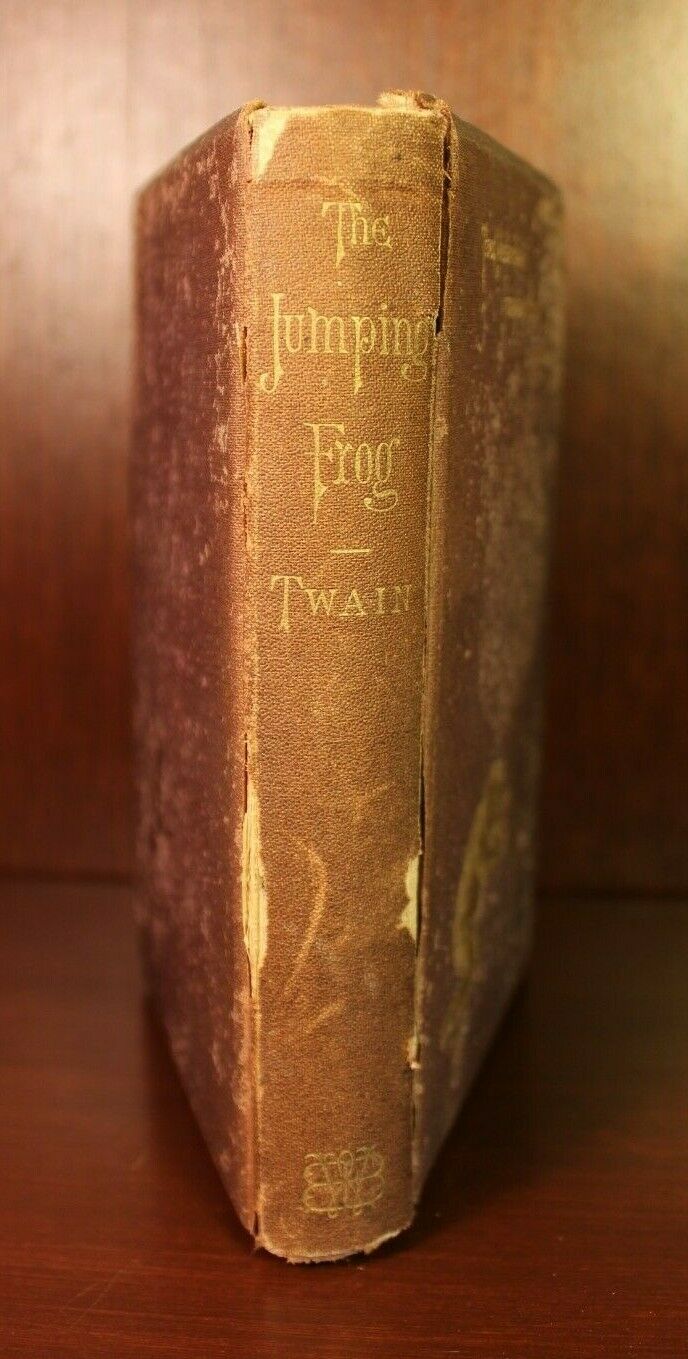 The
Jumping
Frog
—
TWAIN